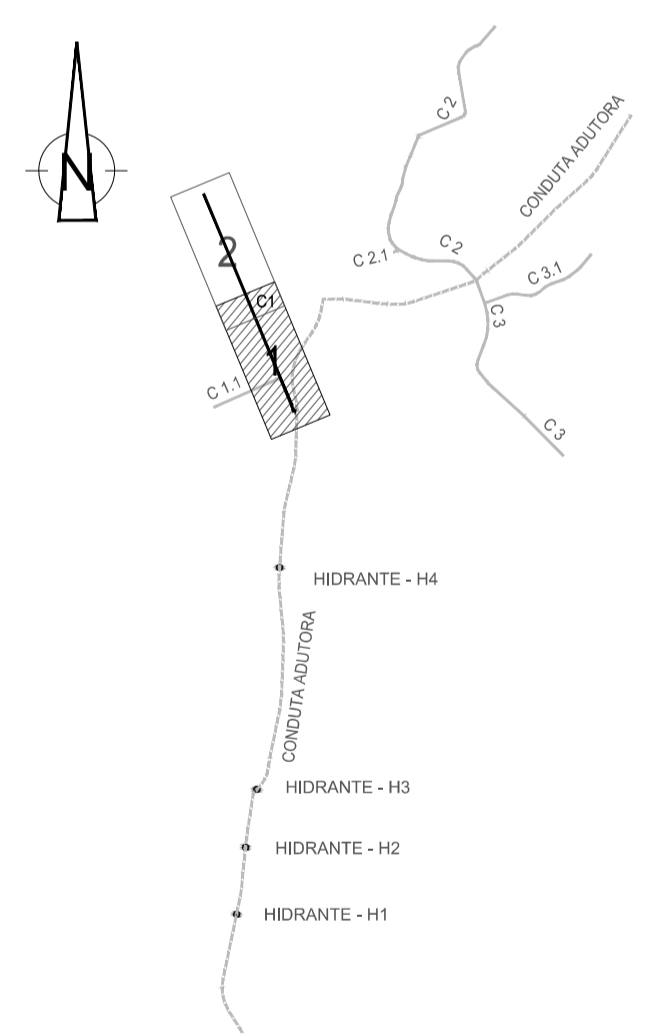 C 2
CONDUTA ADUTORA
N
2
C 2
C 2.1
C 3.1
C1
C 3
1
C 1.1
C 3
HIDRANTE - H4
CONDUTA ADUTORA
HIDRANTE - H3
HIDRANTE - H2
HIDRANTE - H1